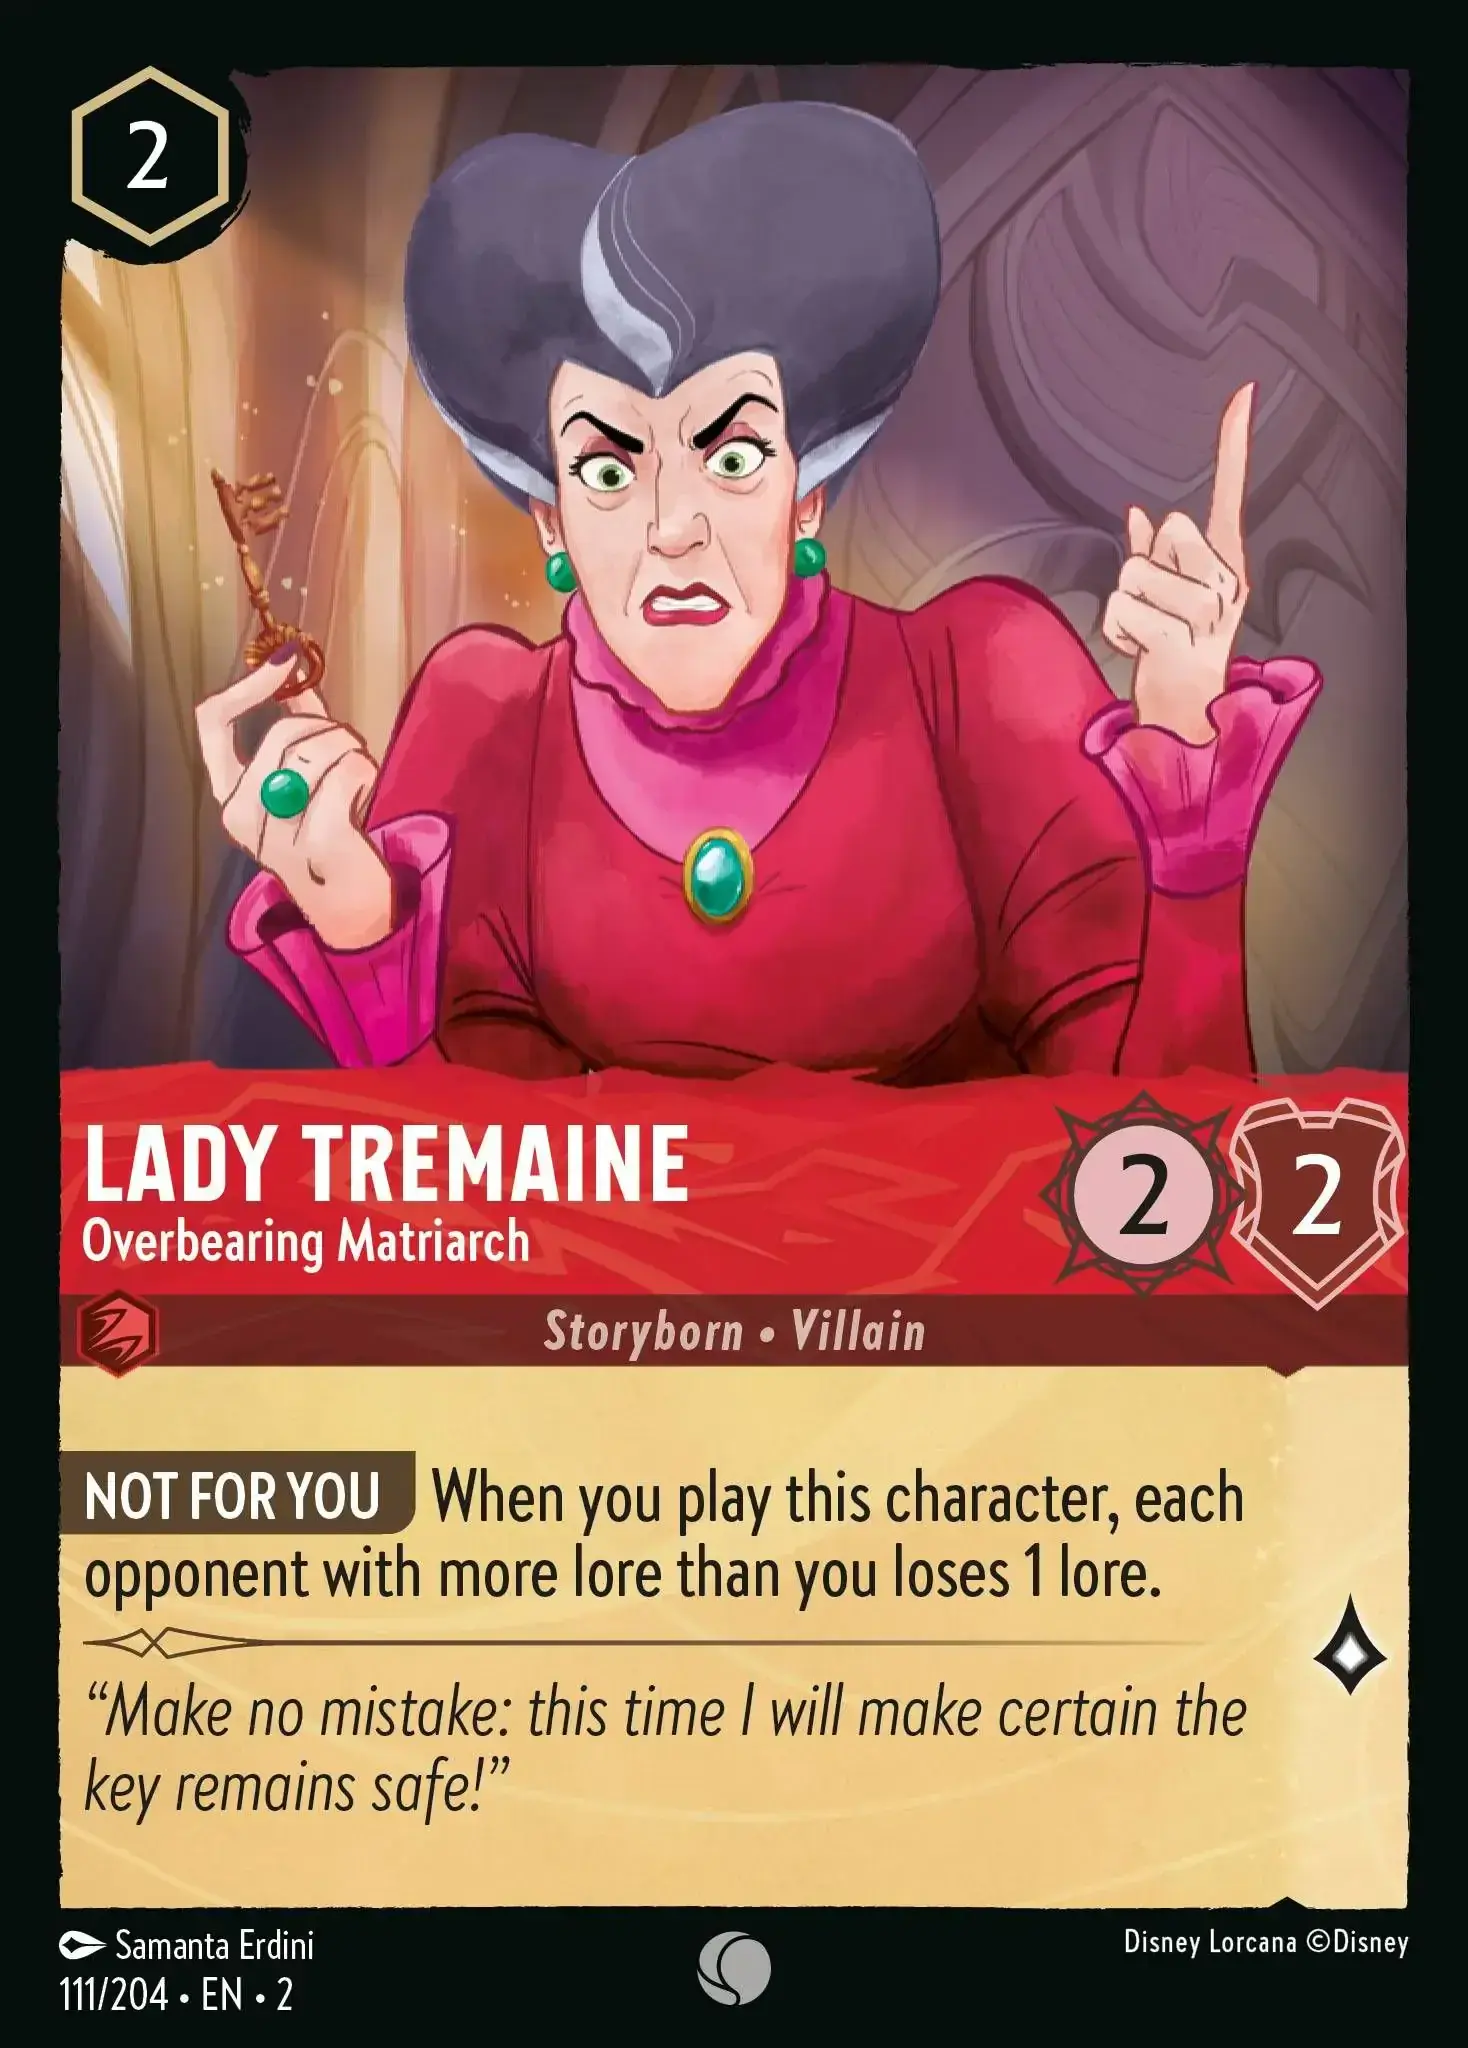 2
LADY TREMAINE
Overbearing Matriarch
2 2
Storyborn • Villain
NOT FOR YOU When you play this character, each
opponent with more lore than you loses 1 lore.
“Make no mistake: this time I will make certain the
key remains safe!”
Samanta Erdini
111/204 • EN • 2
Disney Lorcana ©Disney